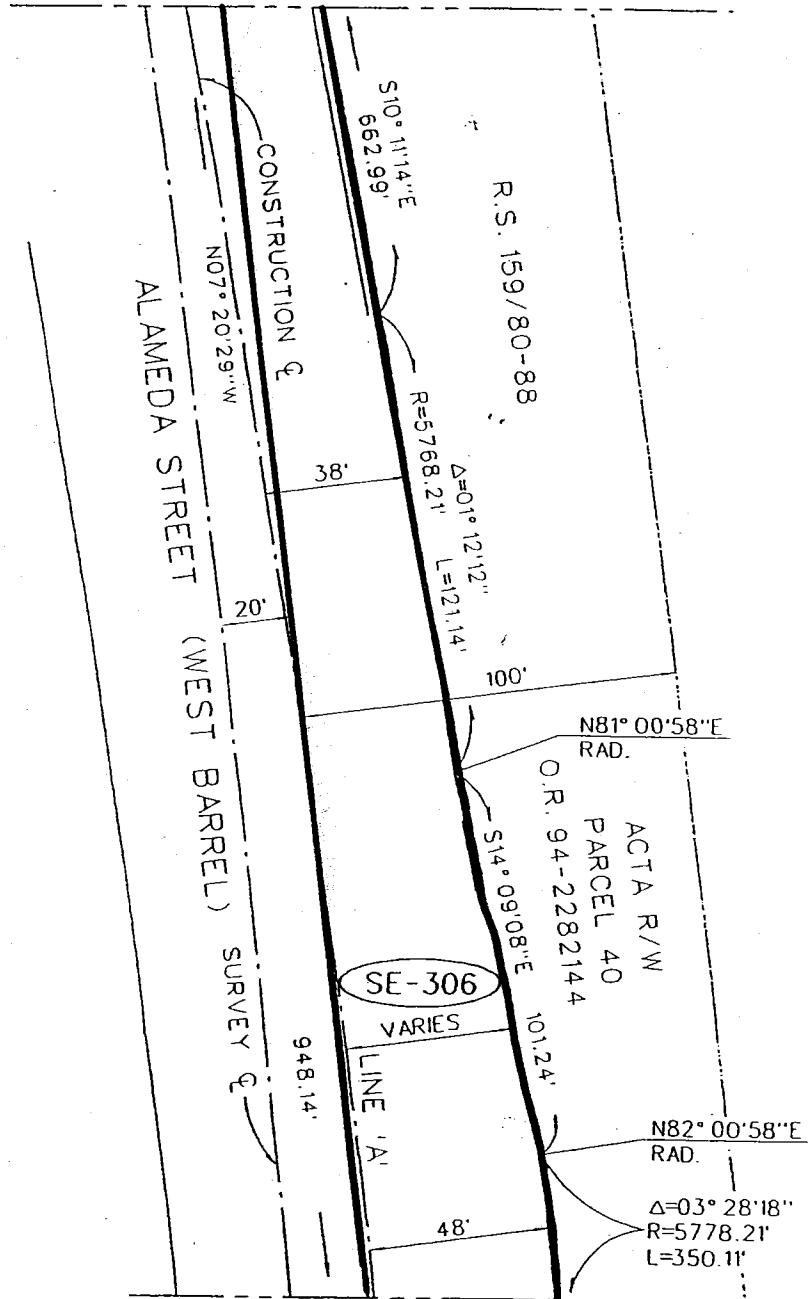 S10° 11'14"E
662.99'
R.S. 159/80-88
CONSTRUCTION ℄
N07° 20'29"W
ALAMEDA STREET (WEST BARREL) SURVEY ℄
R=5768.21'
Δ=01° 12'12"
L=121.14'
38'
20'
100'
N81° 00'58"E
RAD.
S14° 09'08"E 101.24'
ACTA R/W
PARCEL 40
O.R. 94-2282144
SE-306
VARIES
LINE 'A'
948.14'
N82° 00'58"E
RAD.
48'
Δ=03° 28'18"
R=5778.21'
L=350.11'